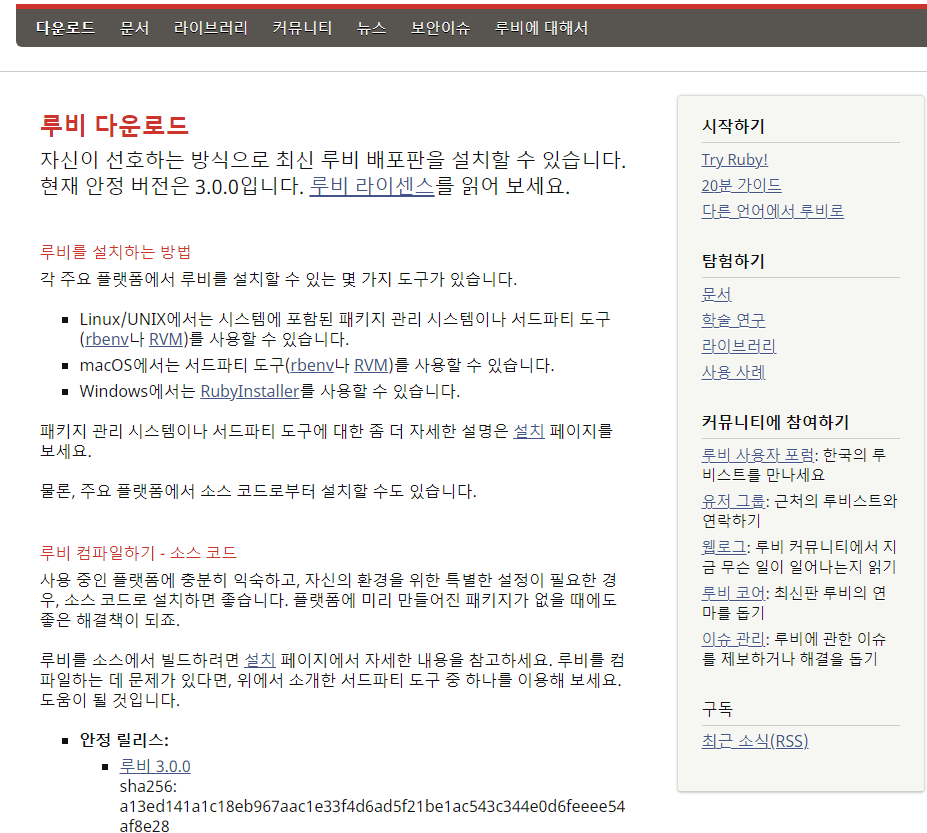 다운로드 문서 라이브러리 커뮤니티 뉴스 보안이슈 루비에 대해서
루비 다운로드
자신이 선호하는 방식으로 최신 루비 배포판을 설치할 수 있습니다.
현재 안정 버전은 3.0.0입니다. 루비 라이센스를 읽어 보세요.
루비를 설치하는 방법
각 주요 플랫폼에서 루비를 설치할 수 있는 몇 가지 도구가 있습니다.
Linux/UNIX에서는 시스템에 포함된 패키지 관리 시스템이나 서드파티 도구
(rbenv나 RVM)를 사용할 수 있습니다.
macOS에서는 서드파티 도구(rbenv나 RVM)를 사용할 수 있습니다.
Windows에서는 RubyInstaller를 사용할 수 있습니다.
패키지 관리 시스템이나 서드파티 도구에 대한 좀 더 자세한 설명은 설치 페이지를
보세요.
물론, 주요 플랫폼에서 소스 코드로부터 설치할 수도 있습니다.
루비 컴파일하기 - 소스 코드
사용 중인 플랫폼에 충분히 익숙하고, 자신의 환경을 위한 특별한 설정이 필요한 경
우, 소스 코드로 설치하면 좋습니다. 플랫폼에 미리 만들어진 패키지가 없을 때에도
좋은 해결책이 되죠.
루비를 소스에서 빌드하려면 설치 페이지에서 자세한 내용을 참고하세요. 루비를 컴
파일하는 데 문제가 있다면, 위에서 소개한 서드파티 도구 중 하나를 이용해 보세요.
도움이 될 것입니다.
안정 릴리스:
루비 3.0.0
sha256:
a13ed141a1c18eb967aac1e33f4d6ad5f21be1ac543c344e0d6feeee54
af8e28
시작하기
Try Ruby!
20분 가이드
다른 언어에서 루비로
탐험하기
문서
학술 연구
라이브러리
사용 사례
커뮤니티에 참여하기
루비 사용자 포럼: 한국의 루
비스트를 만나세요
유저 그룹: 근처의 루비스트와
연락하기
웹로그: 루비 커뮤니티에서 지
금 무슨 일이 일어나는지 읽기
루비 코어: 최신판 루비의 연
마를 돕기
이슈 관리: 루비에 관한 이슈
를 제보하거나 해결을 돕기
구독
최근 소식(RSS)